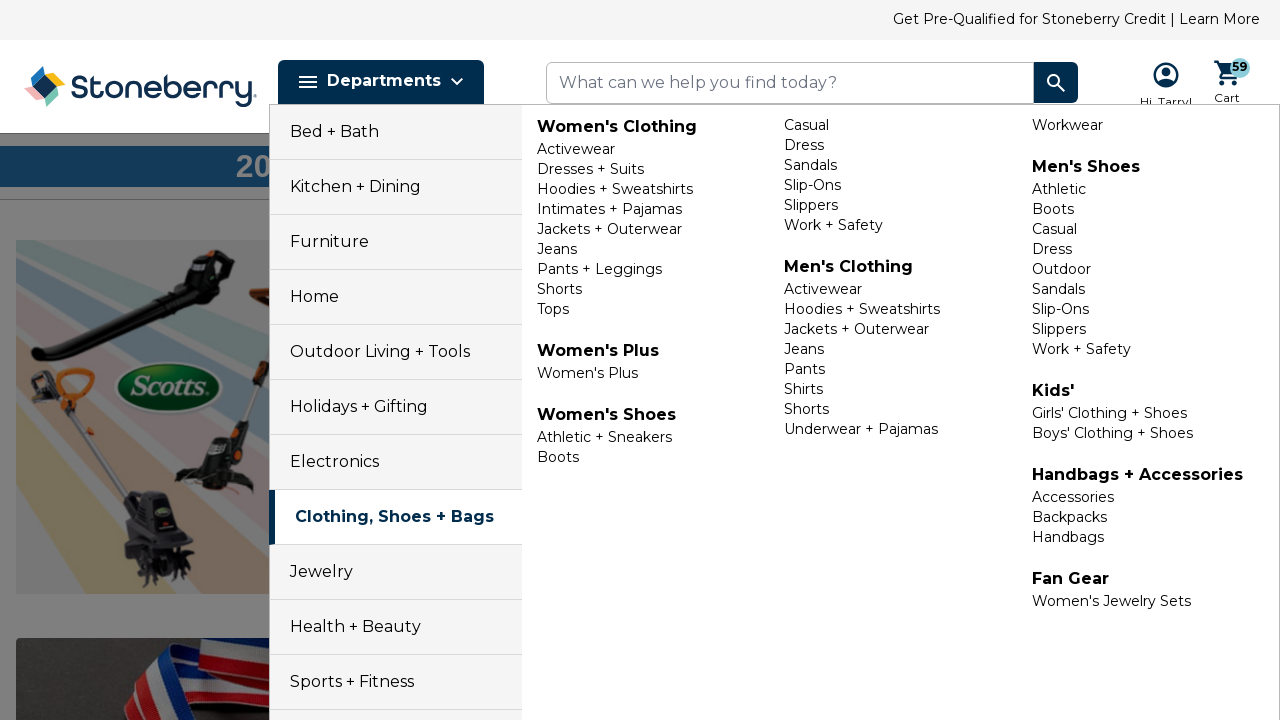 Get Pre-Qualified for Stoneberry Credit | Learn More
Stoneberry
Departments
What can we help you find today?
Hi, Tarry!
59
Cart
20
Scotts
Bed + Bath
Kitchen + Dining
Furniture
Home
Outdoor Living + Tools
Holidays + Gifting
Electronics
Clothing, Shoes + Bags
Jewelry
Health + Beauty
Sports + Fitness
Women's Clothing
Activewear
Dresses + Suits
Hoodies + Sweatshirts
Intimates + Pajamas
Jackets + Outerwear
Jeans
Pants + Leggings
Shorts
Tops
Women's Plus
Women's Plus
Women's Shoes
Athletic + Sneakers
Boots
Casual
Dress
Sandals
Slip-Ons
Slippers
Work + Safety
Men's Clothing
Activewear
Hoodies + Sweatshirts
Jackets + Outerwear
Jeans
Pants
Shirts
Shorts
Underwear + Pajamas
Workwear
Men's Shoes
Athletic
Boots
Casual
Dress
Outdoor
Sandals
Slip-Ons
Slippers
Work + Safety
Kids'
Girls' Clothing + Shoes
Boys' Clothing + Shoes
Handbags + Accessories
Accessories
Backpacks
Handbags
Fan Gear
Women's Jewelry Sets